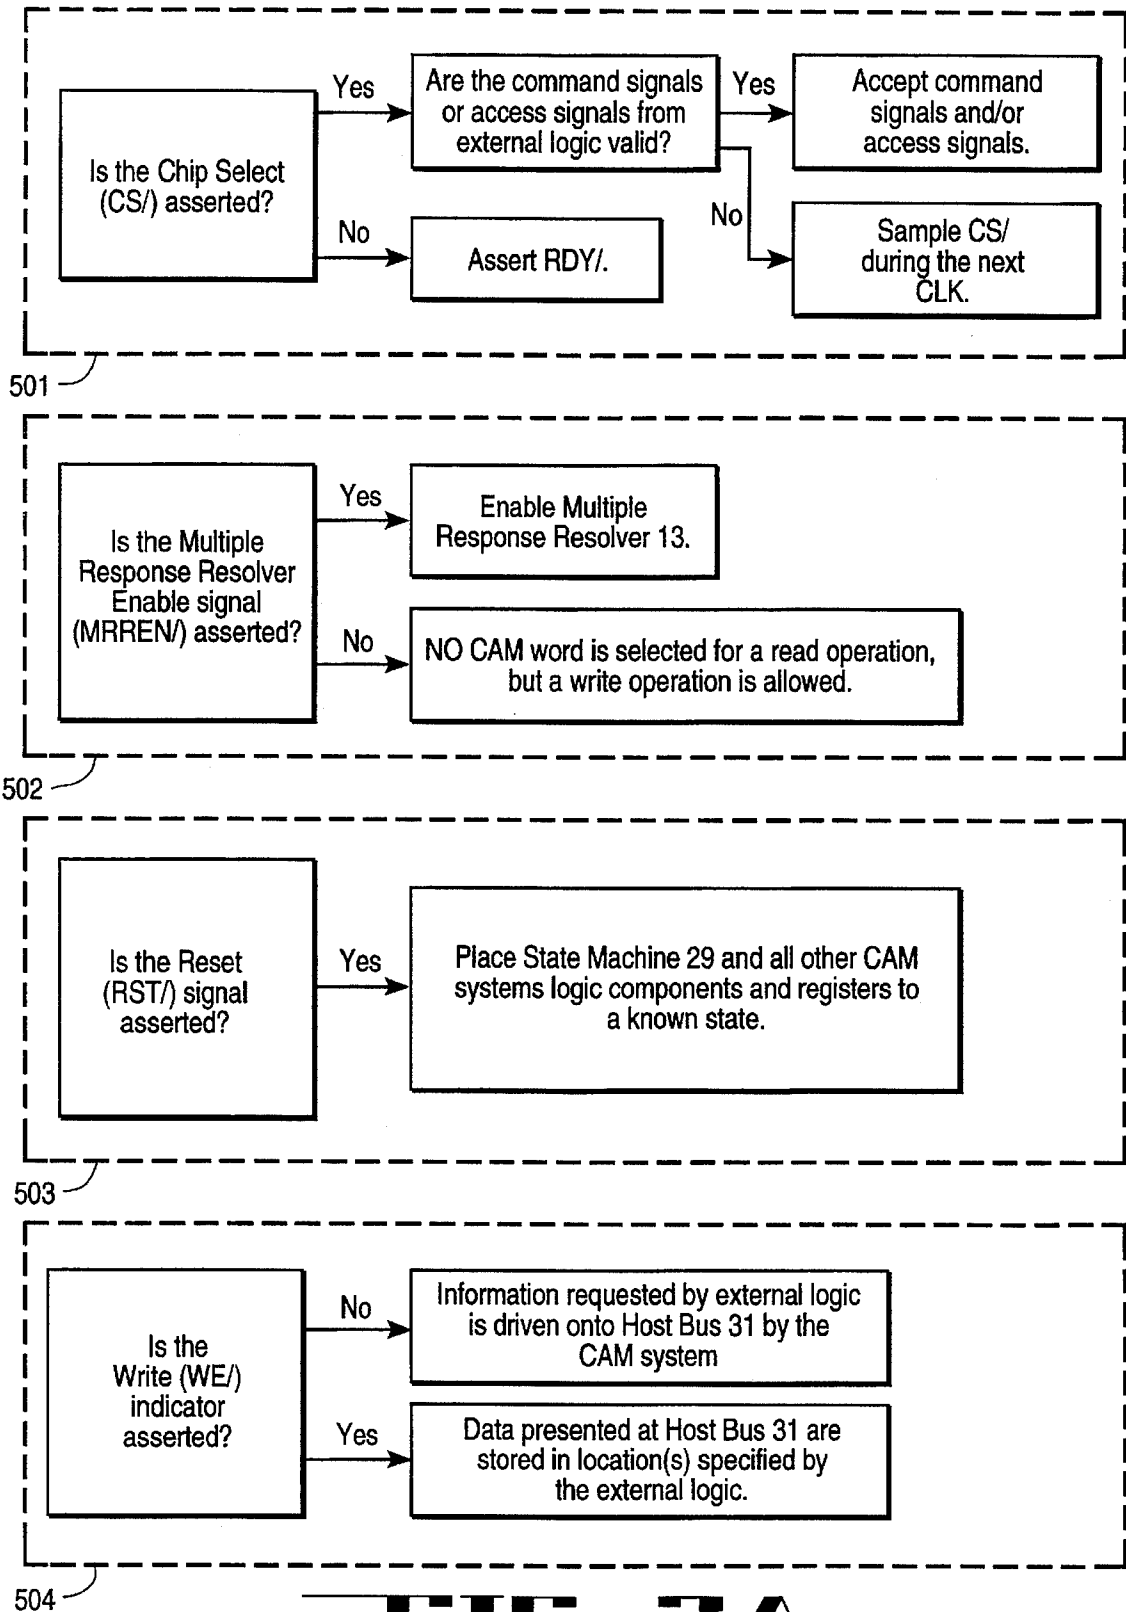 Is the Chip Select
(CS/) asserted?
Yes
Are the command signals
or access signals from
external logic valid?
Yes
Accept command
signals and/or
access signals.
No
Sample CS/
during the next
CLK.
No
Assert RDY/.
501
Is the Multiple
Response Resolver
Enable signal
(MRREN/) asserted?
Yes
Enable Multiple
Response Resolver 13.
No
NO CAM word is selected for a read operation,
but a write operation is allowed.
502
Is the Reset
(RST/) signal
asserted?
Yes
Place State Machine 29 and all other CAM
systems logic components and registers to
a known state.
503
Is the
Write (WE/)
indicator
asserted?
No
Information requested by external logic
is driven onto Host Bus 31 by the
CAM system
Yes
Data presented at Host Bus 31 are
stored in location(s) specified by
the external logic.
504